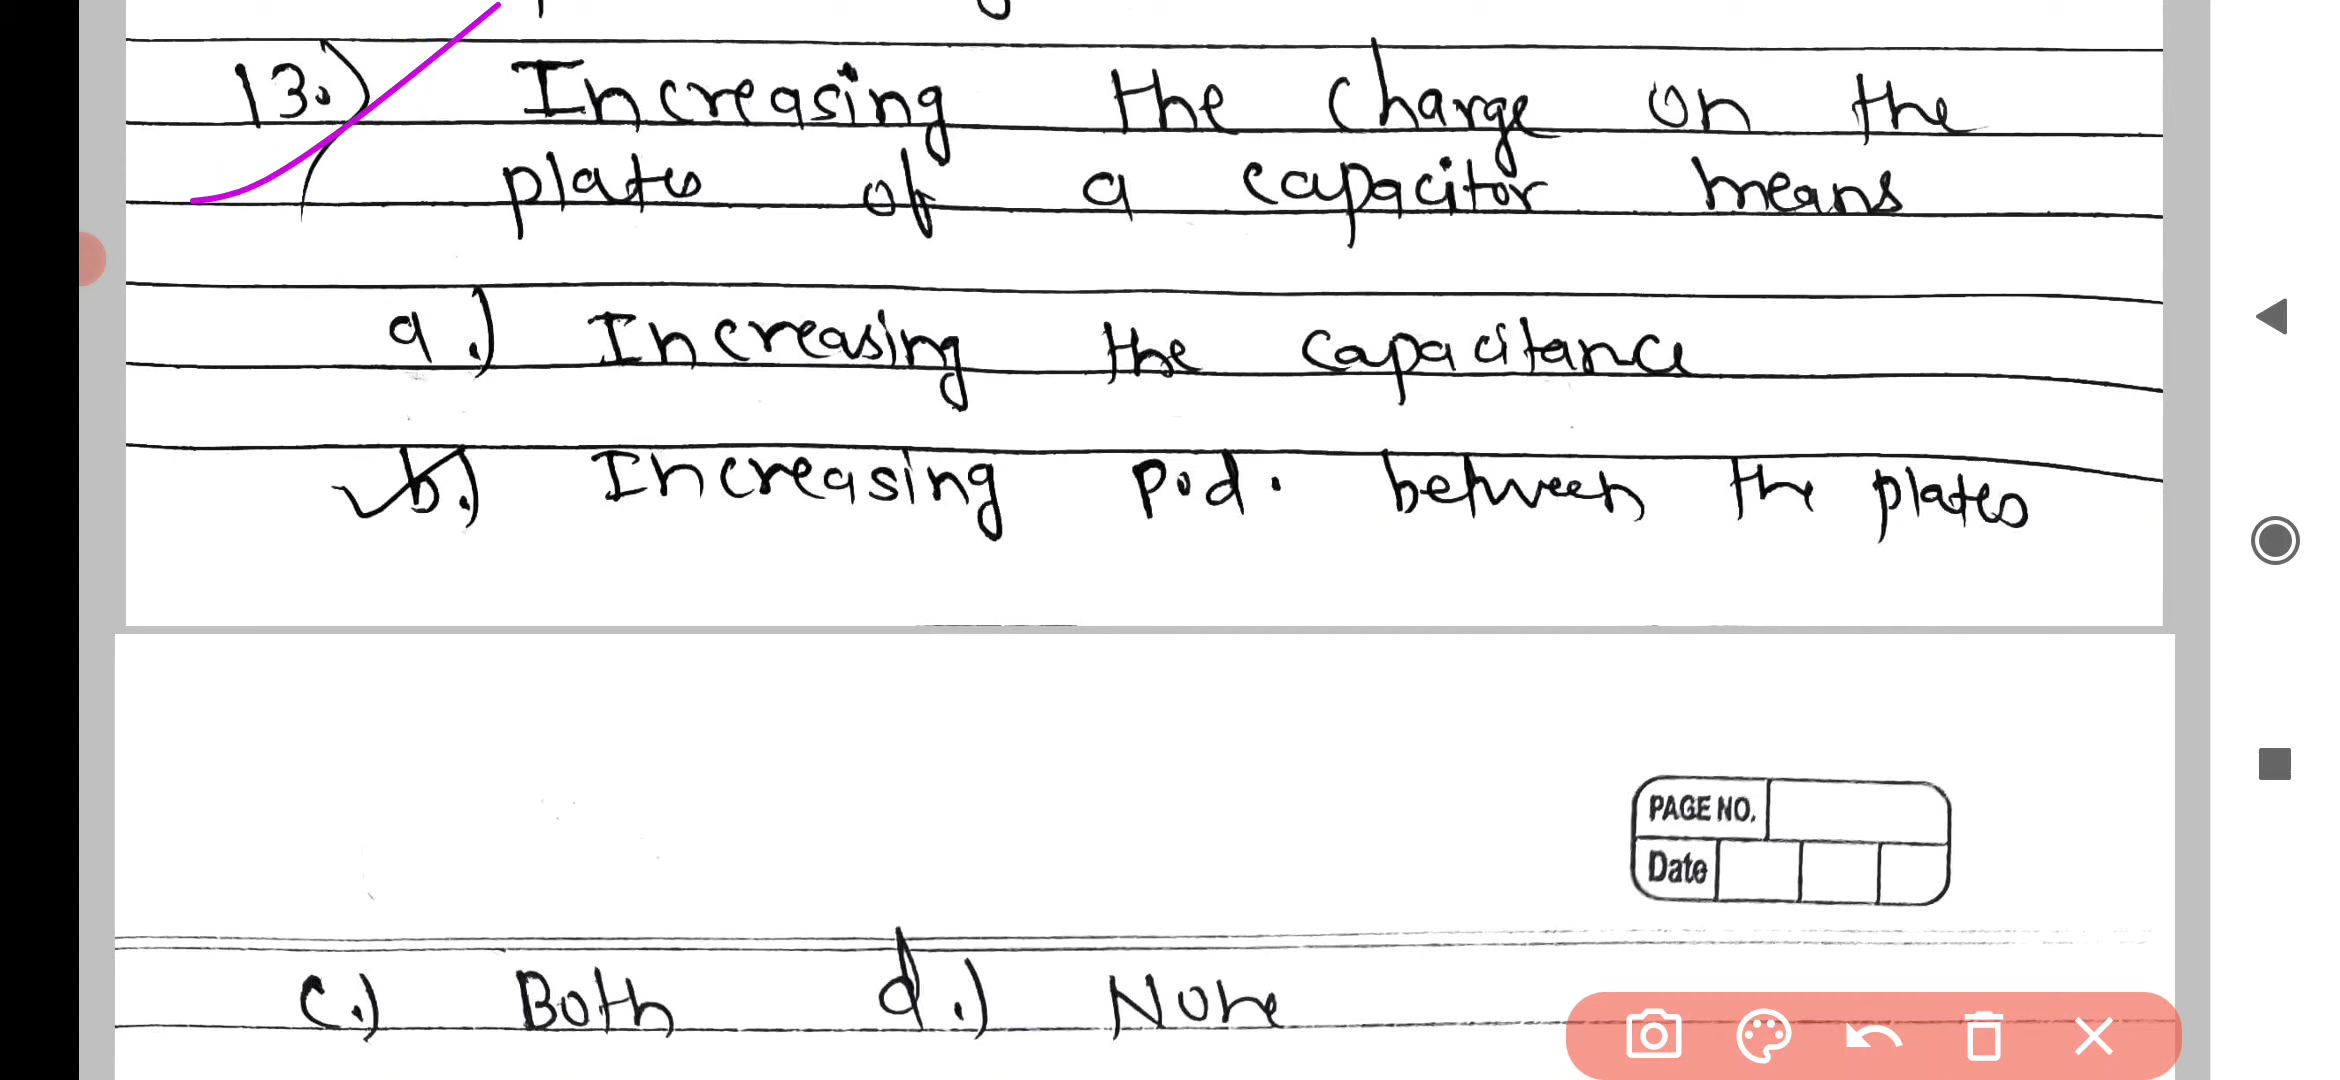 13.) Increasing the charge on the
plates of a capacitor means
a.) Increasing the capacitance
b.) Increasing p.d. between the plates
PAGE NO.
Date
c.) Both d.) None